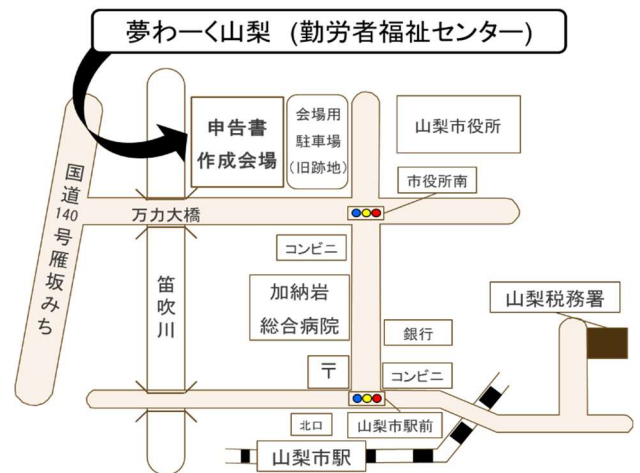 夢わーく山梨 (勤労者福祉センター)
申告書
作成会場
会場用
駐車場
(旧跡地)
山梨市役所
市役所南
国道140号雁坂みち
万力大橋
コンビニ
笛吹川
加納岩
総合病院
山梨税務署
銀行
〒
コンビニ
北口
山梨市駅前
山梨市駅